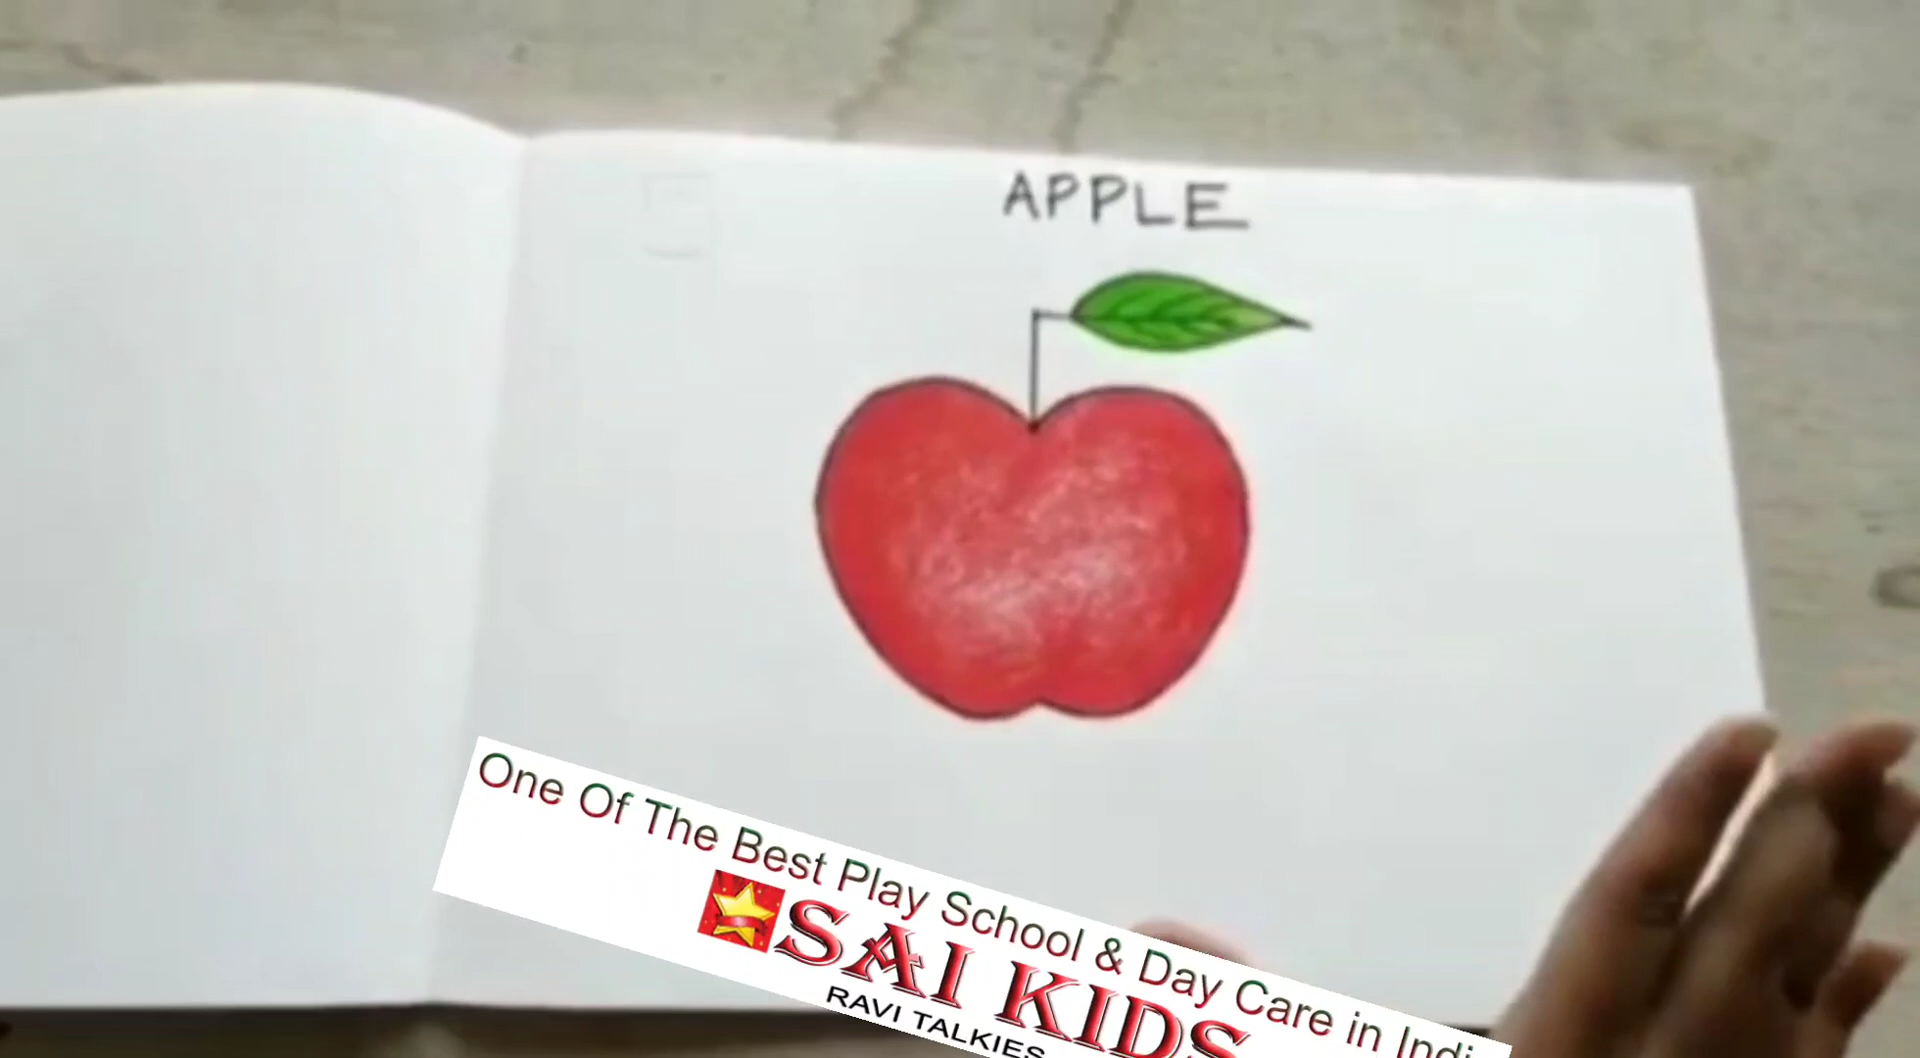 APPLE
One Of The Best Play School & Day Care in Indi
SAI KIDS
RAVI TALKIES